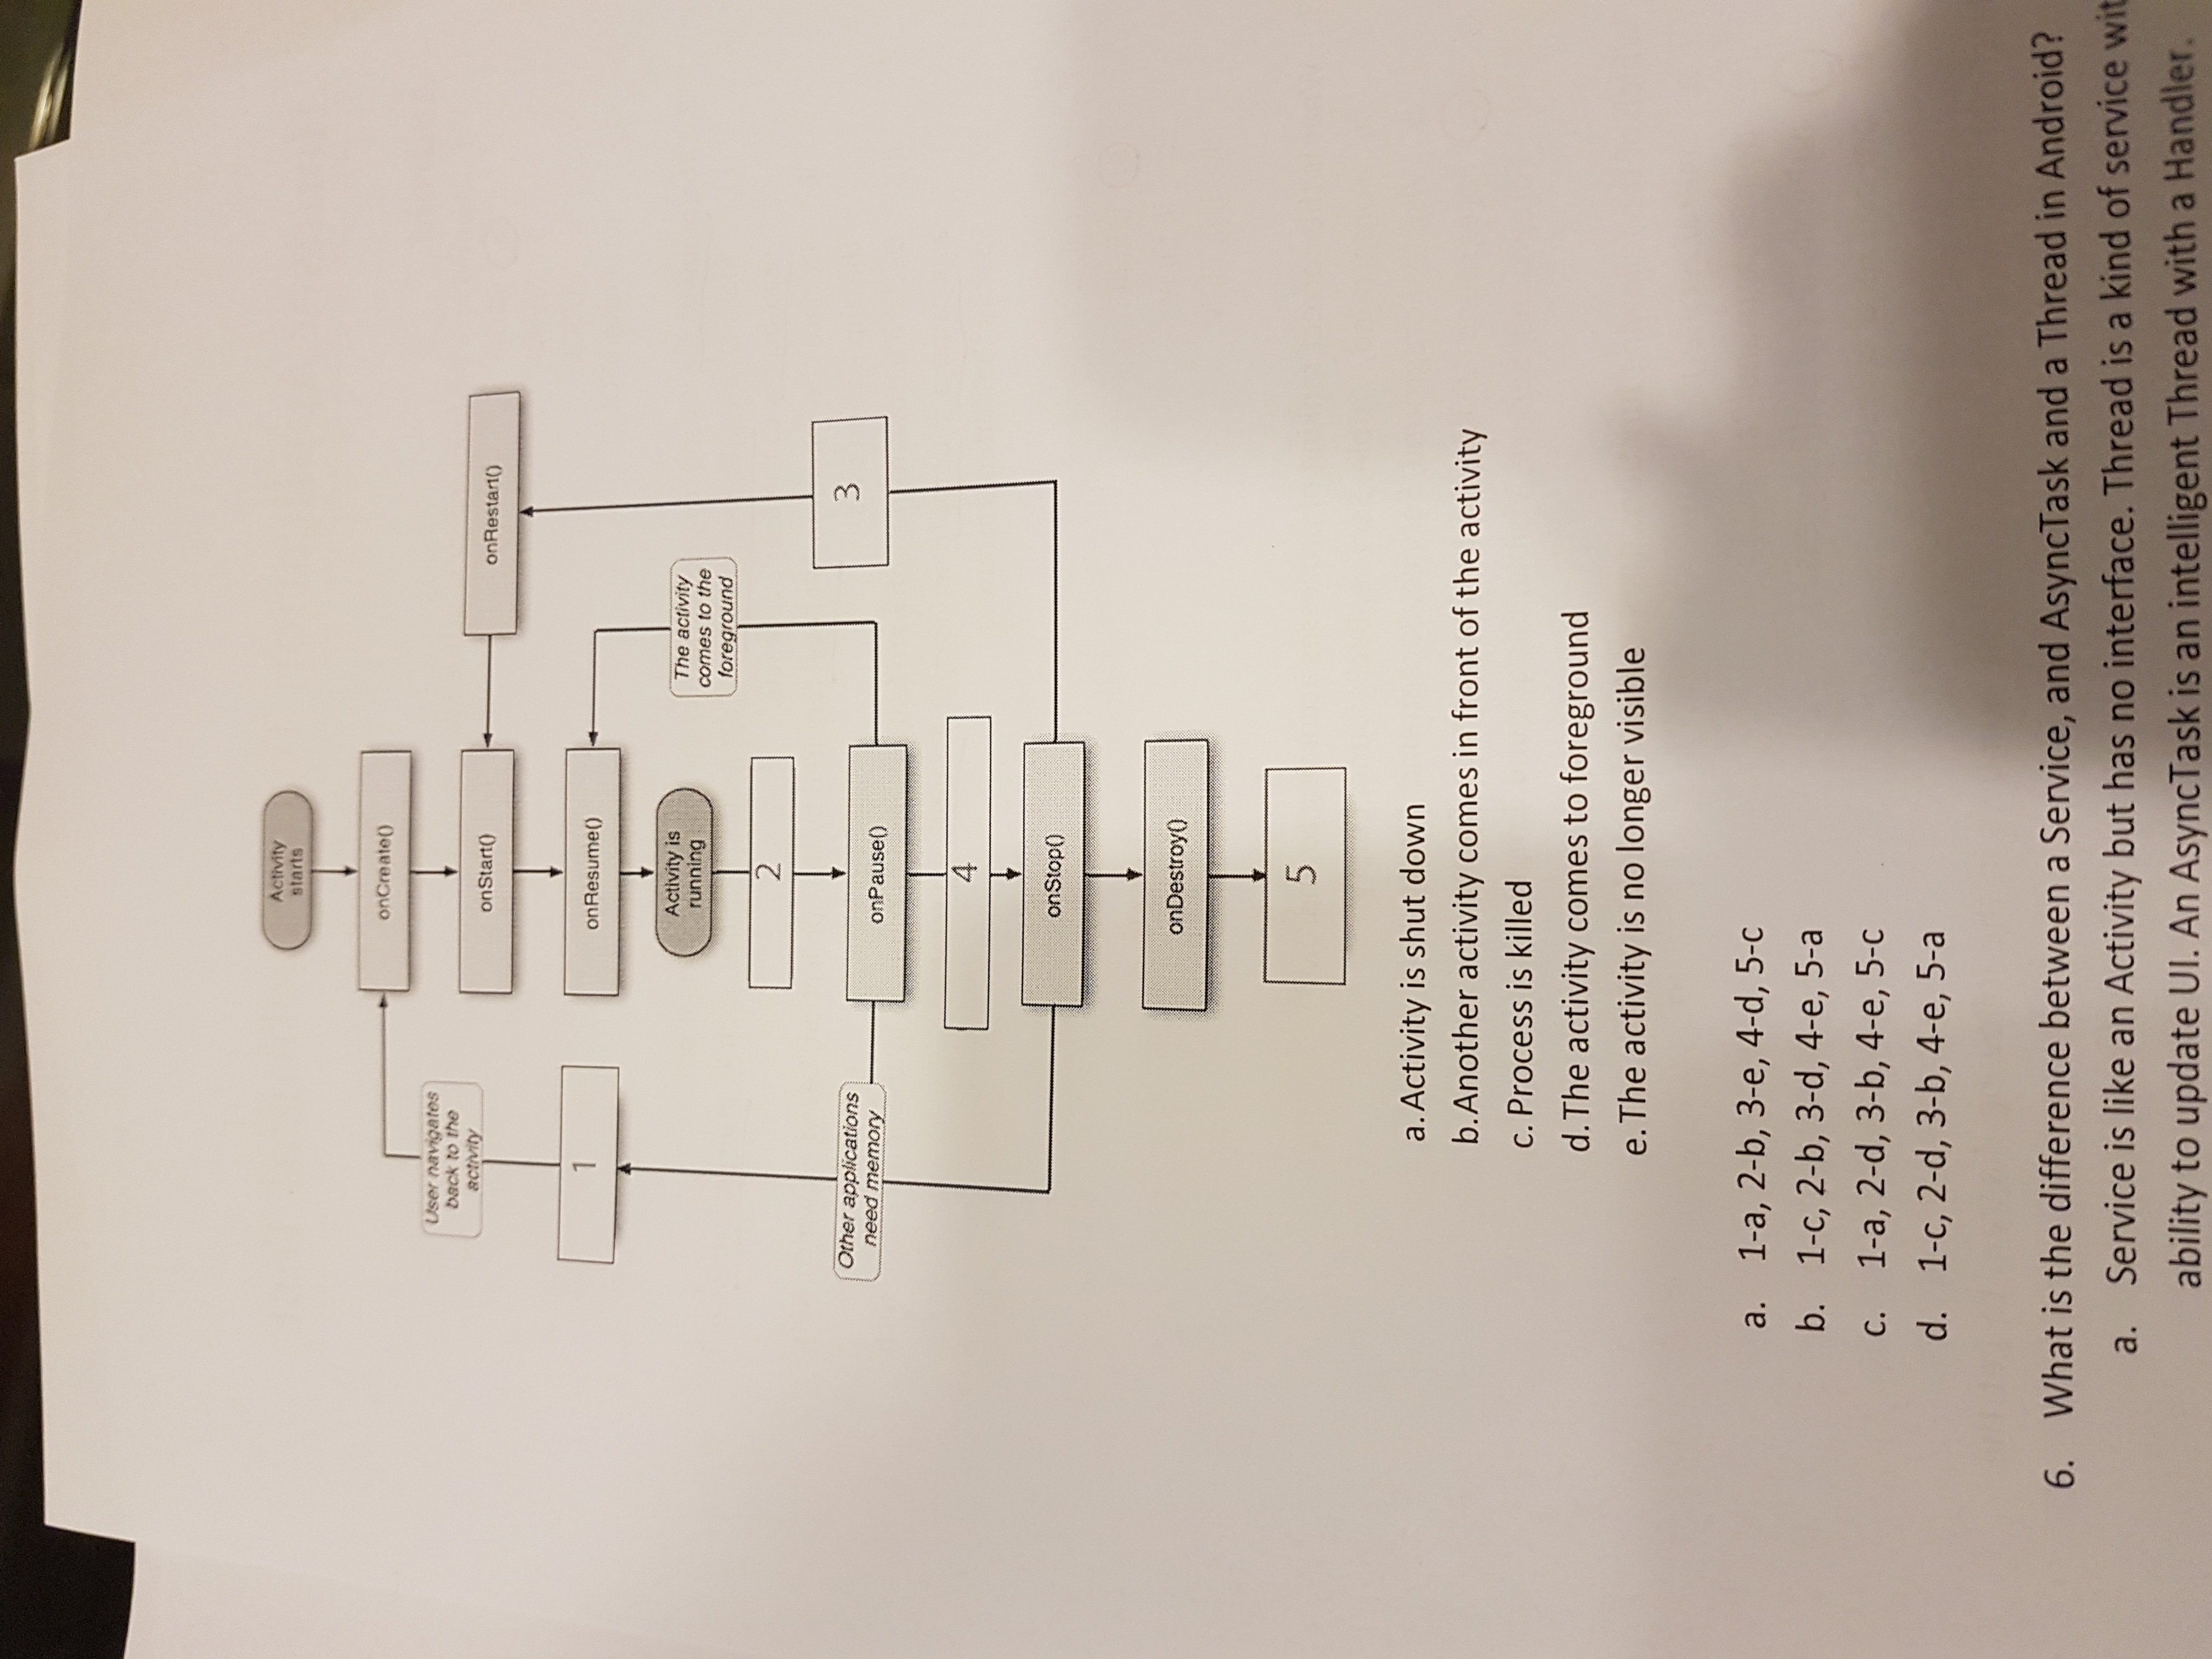 Activity
starts
onCreate()
User navigates
back to the
activity
onStart()
onRestart()
1
onResume()
Activity is
running
The activity
comes to the
foreground
2
3
Other applications
need memory
onPause()
4
onStop()
onDestroy()
5
a. Activity is shut down
b. Another activity comes in front of the activity
c. Process is killed
d. The activity comes to foreground
e. The activity is no longer visible
a. 1-a, 2-b, 3-e, 4-d, 5-c
b. 1-c, 2-b, 3-d, 4-e, 5-a
c. 1-a, 2-d, 3-b, 4-e, 5-c
d. 1-c, 2-d, 3-b, 4-e, 5-a
6. What is the difference between a Service, and AsyncTask and a Thread in Android?
a. Service is like an Activity but has no interface. Thread is a kind of service wit
ability to update UI. An AsyncTask is an intelligent Thread with a Handler.